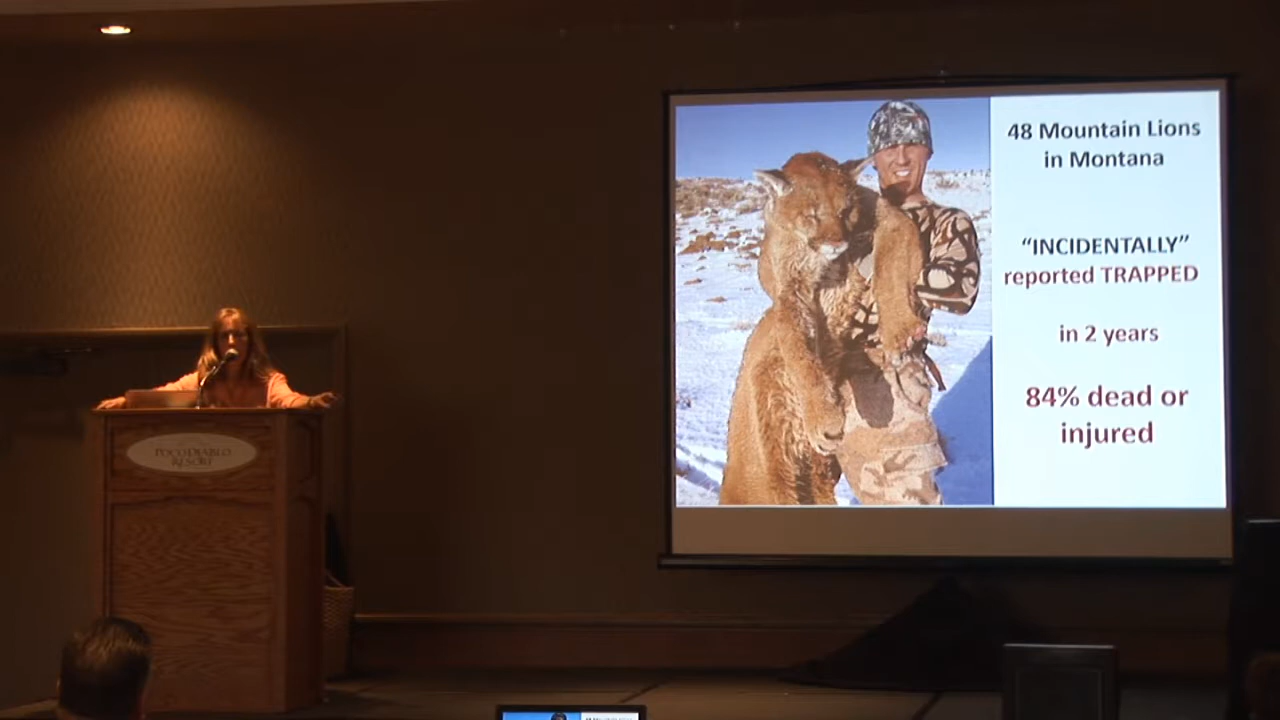 POCO DIABLO
RESORT
48 Mountain Lions
in Montana
“INCIDENTALLY”
reported TRAPPED
in 2 years
84% dead or
injured